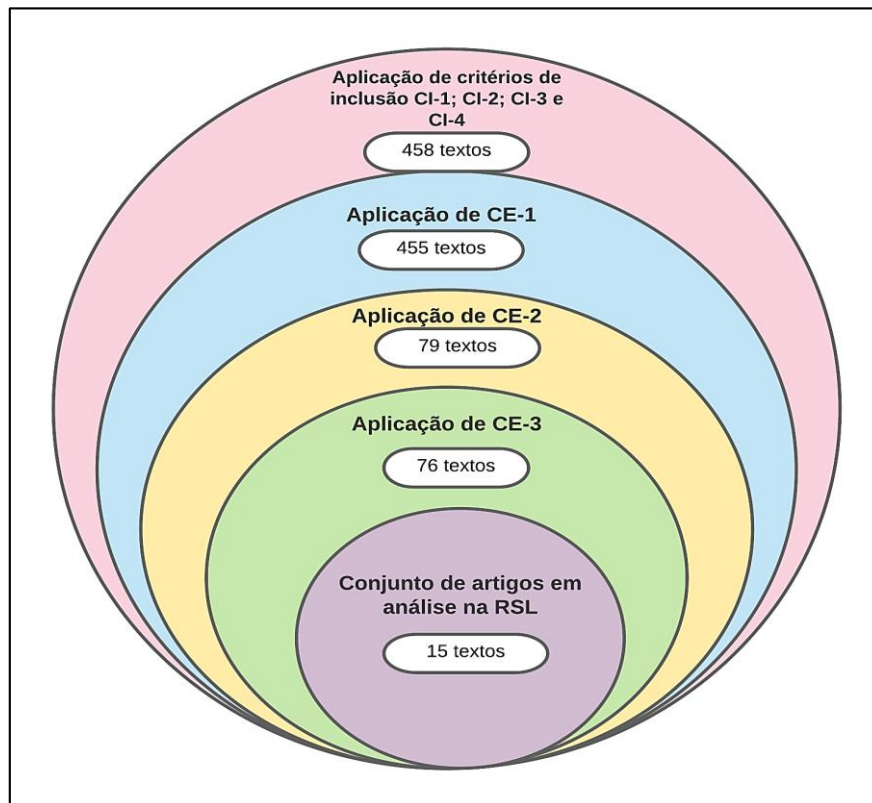 Aplicação de critérios de
inclusão CI-1; CI-2; CI-3 e
CI-4
458 textos
Aplicação de CE-1
455 textos
Aplicação de CE-2
79 textos
Aplicação de CE-3
76 textos
Conjunto de artigos em
análise na RSL
15 textos